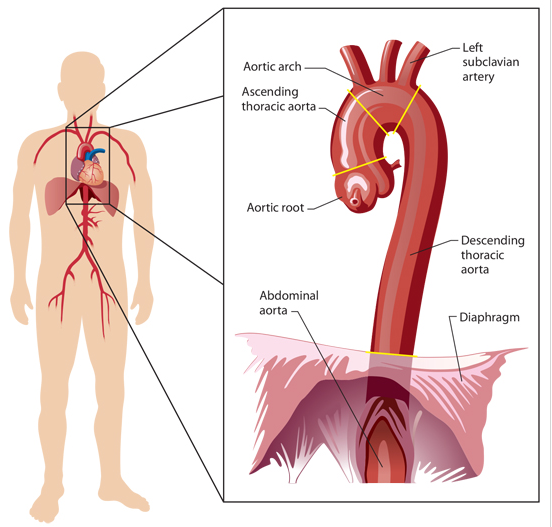 Left
subclavian
artery
Aortic arch
Ascending
thoracic aorta
Aortic root
Descending
thoracic
aorta
Abdominal
aorta
Diaphragm